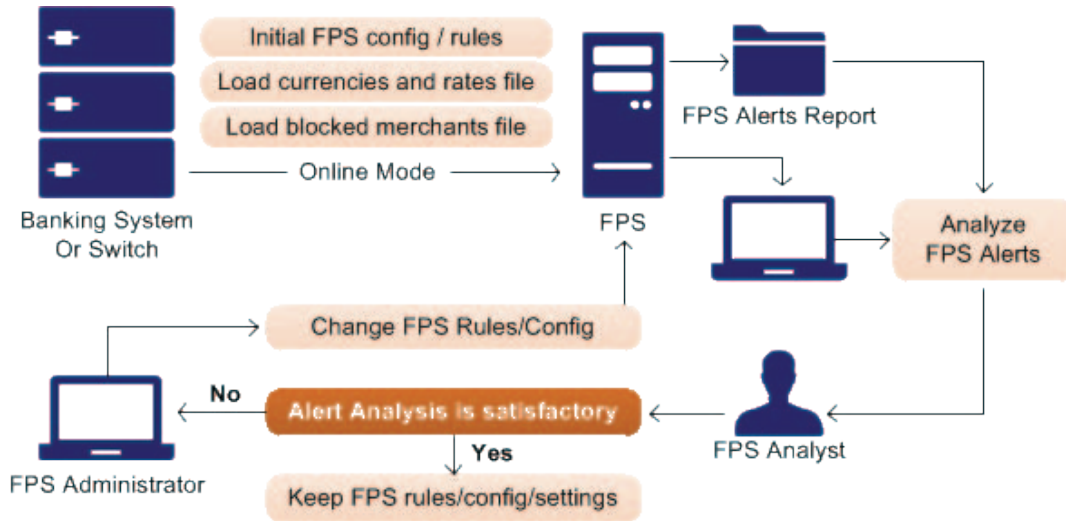 Initial FPS config / rules
Load currencies and rates file
Load blocked merchants file
Online Mode
Banking System
Or Switch
FPS
FPS Alerts Report
Analyze
FPS Alerts
Change FPS Rules/Config
No
Alert Analysis is satisfactory
Yes
FPS Analyst
FPS Administrator
Keep FPS rules/config/settings